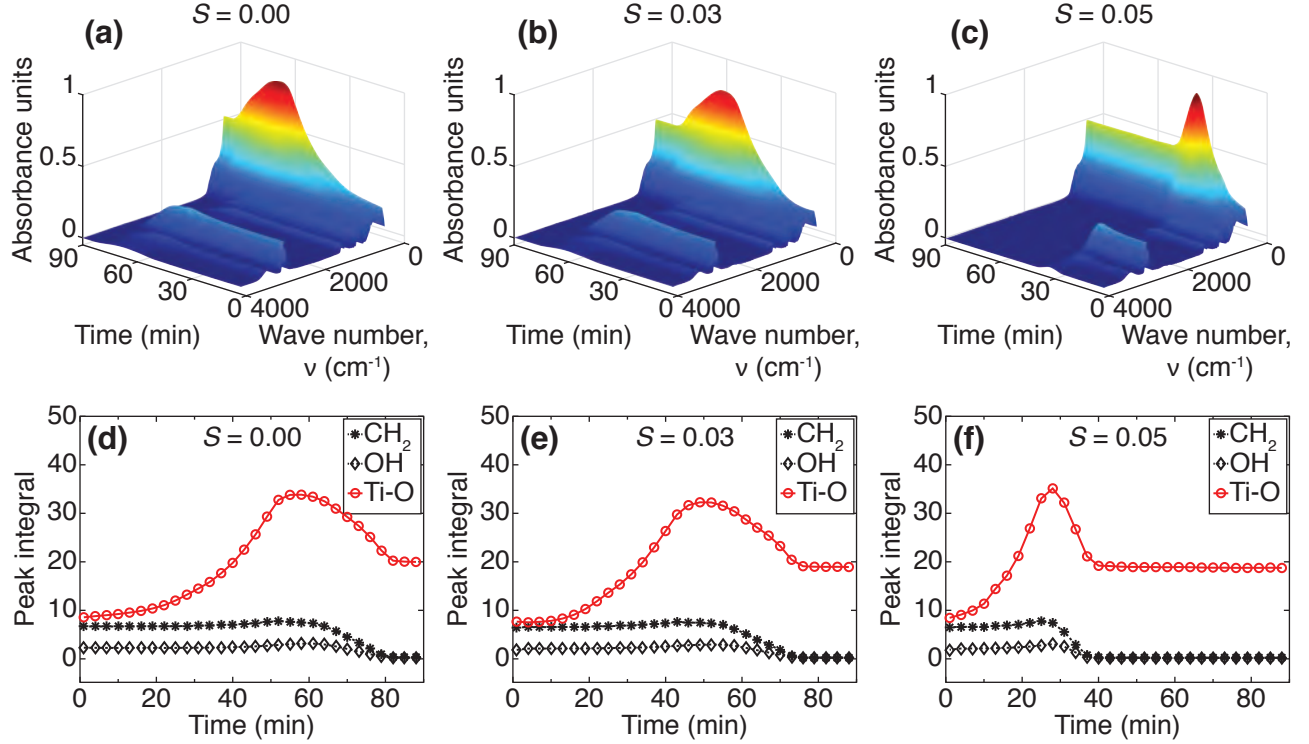 S = 0.00
(a)
Absorbance units
1
0.5
0
90
60
30
0
4000
2000
0
Time (min)
Wave number,
ν (cm-1)
S = 0.03
(b)
Absorbance units
1
0.5
0
90
60
30
0
4000
2000
0
Time (min)
Wave number,
ν (cm-1)
S = 0.05
(c)
Absorbance units
1
0.5
0
90
60
30
0
4000
2000
0
Time (min)
Wave number,
ν (cm-1)
(d)
S = 0.00
CH2
OH
Ti-O
Peak integral
50
40
30
20
10
0
0 20 40 60 80
Time (min)
(e)
S = 0.03
CH2
OH
Ti-O
Peak integral
50
40
30
20
10
0
0 20 40 60 80
Time (min)
(f)
S = 0.05
CH2
OH
Ti-O
Peak integral
50
40
30
20
10
0
0 20 40 60 80
Time (min)